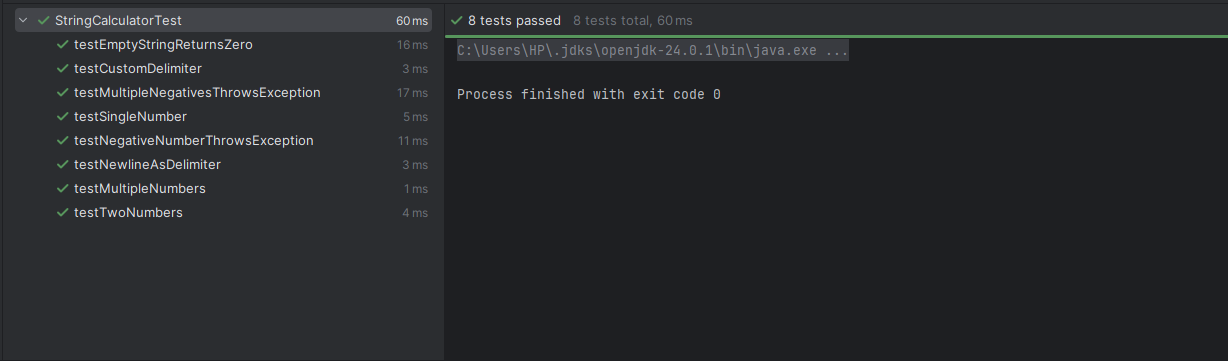 StringCalculatorTest 60 ms
testEmptyStringReturnsZero 16 ms
testCustomDelimiter 3 ms
testMultipleNegativesThrowsException 17 ms
testSingleNumber 5 ms
testNegativeNumberThrowsException 11 ms
testNewlineAsDelimiter 3 ms
testMultipleNumbers 1 ms
testTwoNumbers 4 ms
8 tests passed 8 tests total, 60 ms
C:\Users\HP\.jdks\openjdk-24.0.1\bin\java.exe ...
Process finished with exit code 0